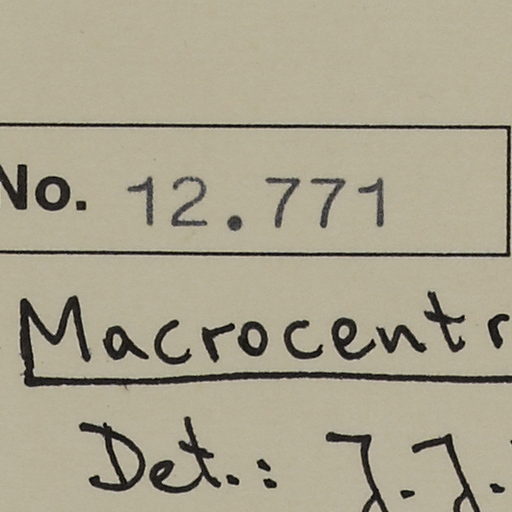 No. 12.771
Macrocentr
Det.: J.J.